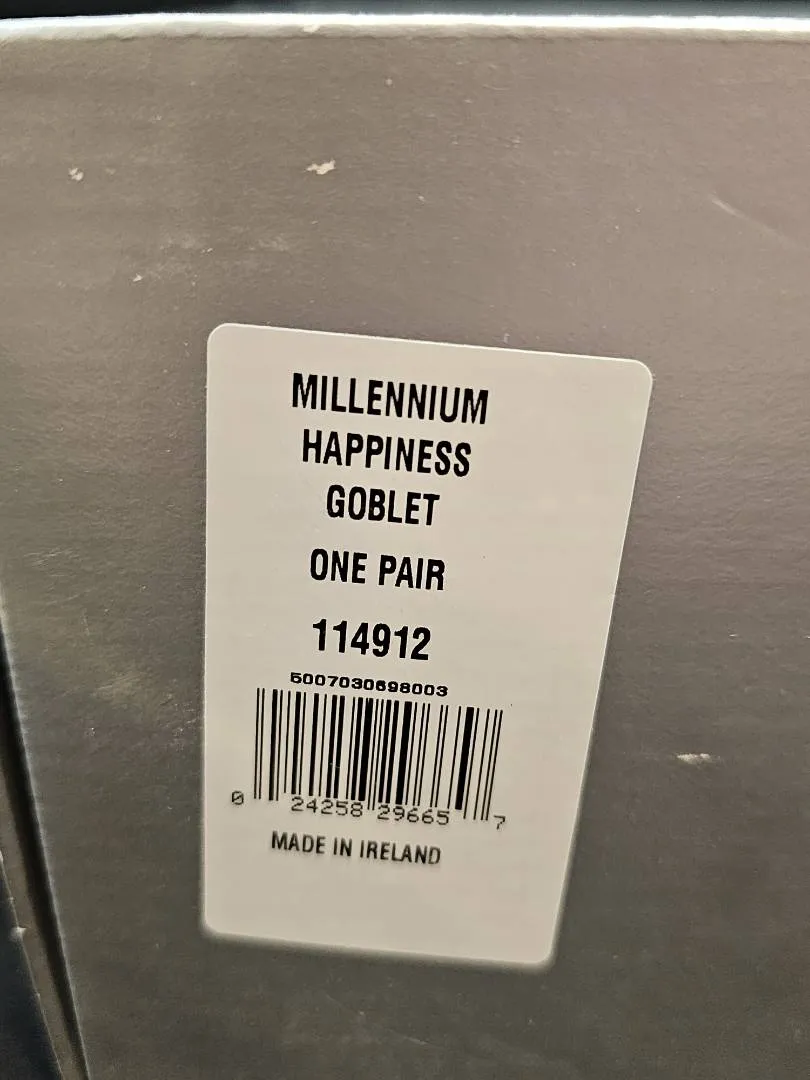 MILLENNIUM
HAPPINESS
GOBLET
ONE PAIR
114912
5007030698003
0 24258 29665 7
MADE IN IRELAND